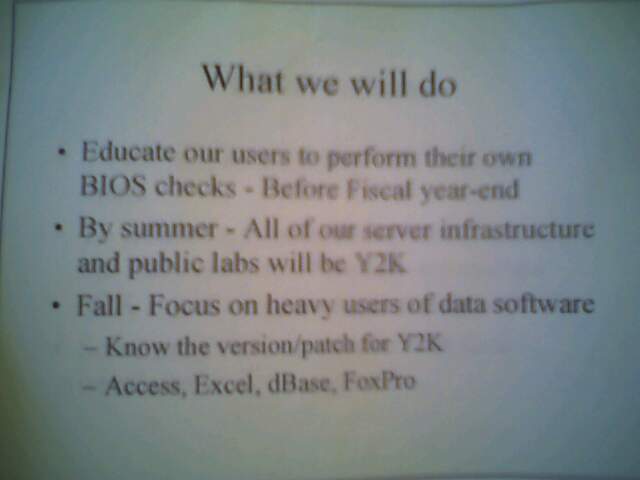 What we will do
• Educate our users to perform their own
BIOS checks - Before Fiscal year-end
• By summer - All of our server infrastructure
and public labs will be Y2K
• Fall - Focus on heavy users of data software
– Know the version/patch for Y2K
– Access, Excel, dBase, FoxPro